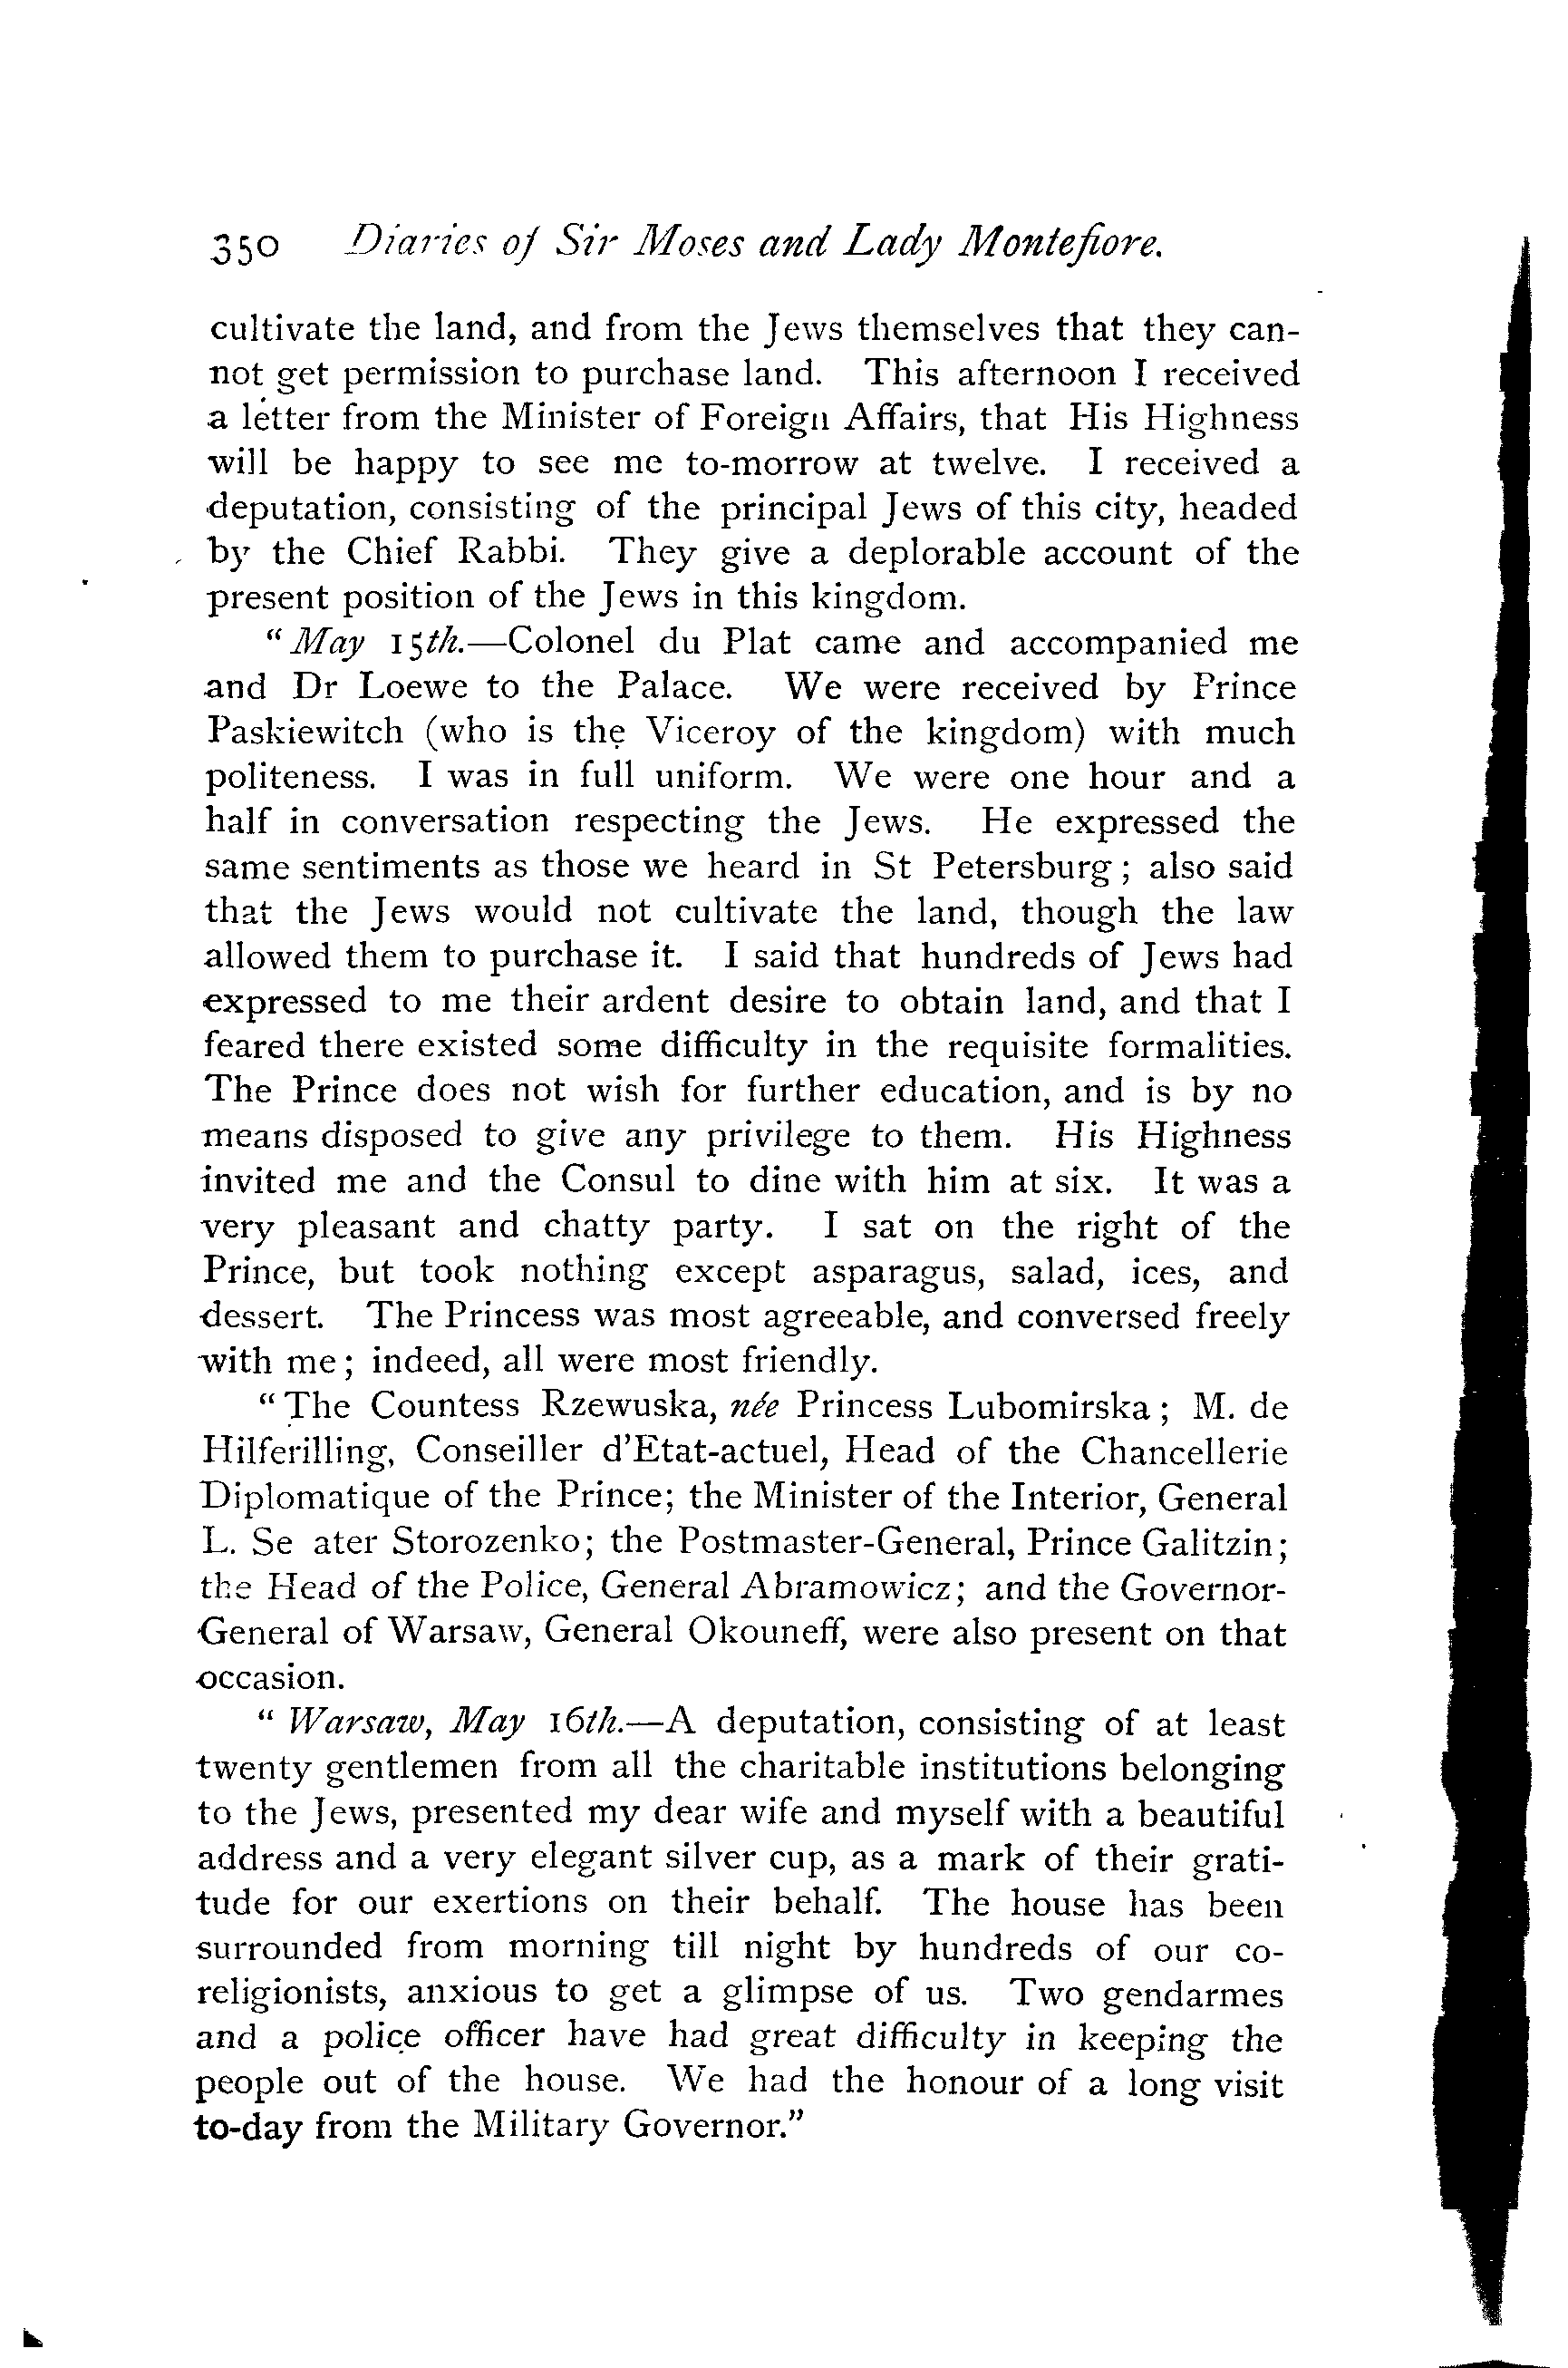 350 Diaries of Sir Moses and Lady Montefiore.
cultivate the land, and from the Jews themselves that they can-
not get permission to purchase land. This afternoon I received
a letter from the Minister of Foreign Affairs, that His Highness
will be happy to see me to-morrow at twelve. I received a
deputation, consisting of the principal Jews of this city, headed
by the Chief Rabbi. They give a deplorable account of the
present position of the Jews in this kingdom.
“May 15th.—Colonel du Plat came and accompanied me
and Dr Loewe to the Palace. We were received by Prince
Paskiewitch (who is the Viceroy of the kingdom) with much
politeness. I was in full uniform. We were one hour and a
half in conversation respecting the Jews. He expressed the
same sentiments as those we heard in St Petersburg; also said
that the Jews would not cultivate the land, though the law
allowed them to purchase it. I said that hundreds of Jews had
expressed to me their ardent desire to obtain land, and that I
feared there existed some difficulty in the requisite formalities.
The Prince does not wish for further education, and is by no
means disposed to give any privilege to them. His Highness
invited me and the Consul to dine with him at six. It was a
very pleasant and chatty party. I sat on the right of the
Prince, but took nothing except asparagus, salad, ices, and
dessert. The Princess was most agreeable, and conversed freely
with me; indeed, all were most friendly.
“The Countess Rzewuska, née Princess Lubomirska; M. de
Hilferilling, Conseiller d'Etat-actuel, Head of the Chancellerie
Diplomatique of the Prince; the Minister of the Interior, General
L. Se ater Storozenko; the Postmaster-General, Prince Galitzin;
the Head of the Police, General Abramowicz; and the Governor-
General of Warsaw, General Okouneff, were also present on that
occasion.
“Warsaw, May 16th.—A deputation, consisting of at least
twenty gentlemen from all the charitable institutions belonging
to the Jews, presented my dear wife and myself with a beautiful
address and a very elegant silver cup, as a mark of their grati-
tude for our exertions on their behalf. The house has been
surrounded from morning till night by hundreds of our co-
religionists, anxious to get a glimpse of us. Two gendarmes
and a police officer have had great difficulty in keeping the
people out of the house. We had the honour of a long visit
to-day from the Military Governor.”